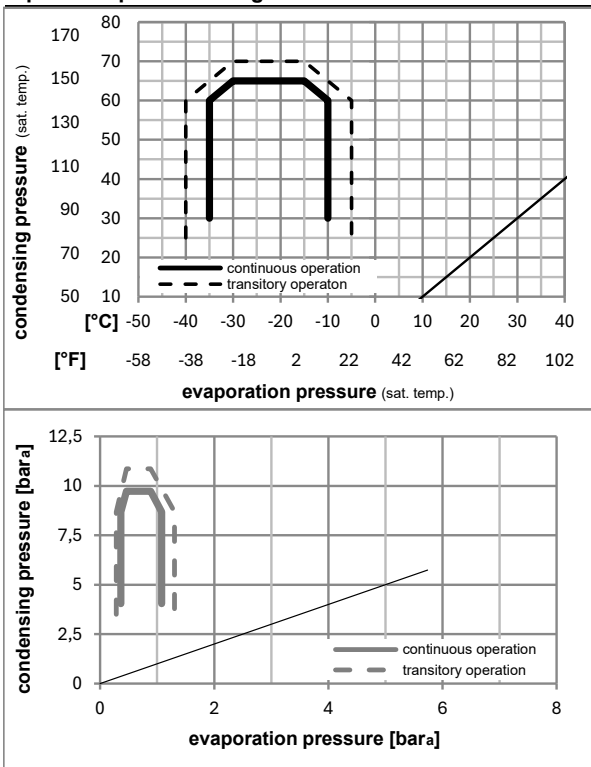 condensing pressure (sat. temp.)
170 80
70
150 60
130 50
110 40
90 30
70 20
50 10
continuous operation
transitory operaton
[°C] -50 -40 -30 -20 -10 0 10 20 30 40
[°F] -58 -38 -18 2 22 42 62 82 102
evaporation pressure (sat. temp.)
condensing pressure [bara]
12,5
10
7,5
5
2,5
0
continuous operation
transitory operation
0 2 4 6 8
evaporation pressure [bara]